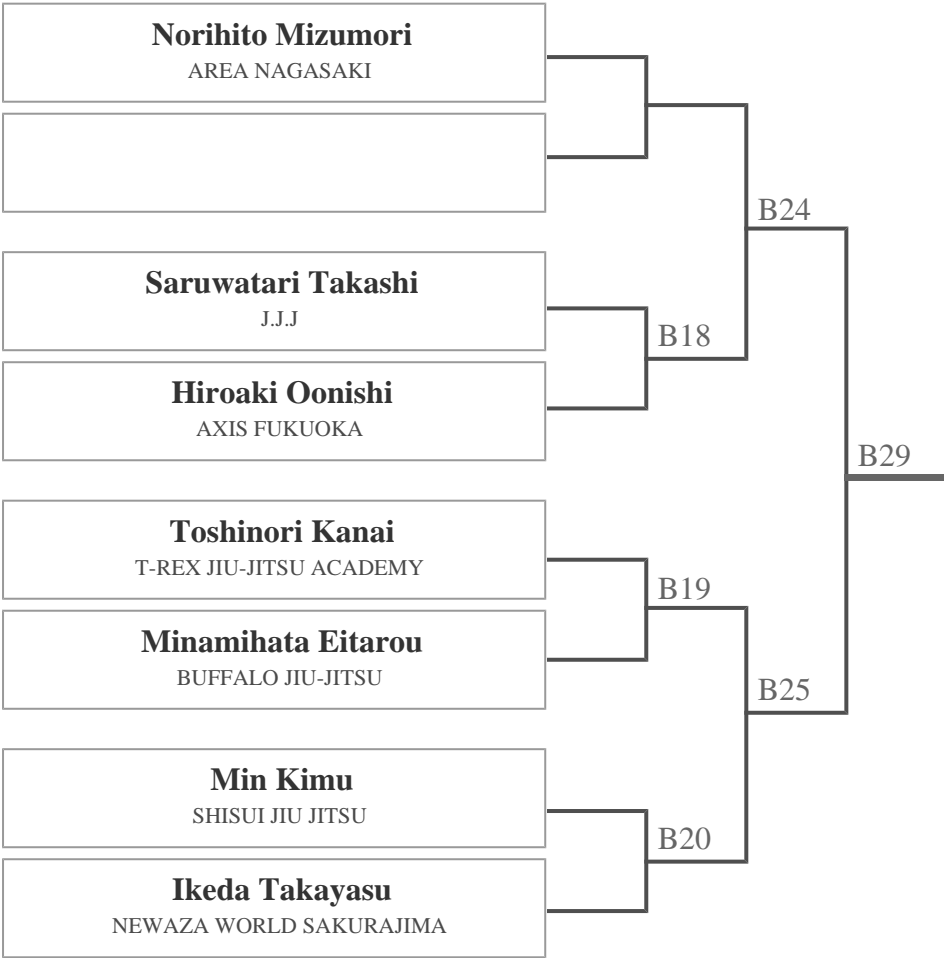 Norihito Mizumori
AREA NAGASAKI
B24
Saruwatari Takashi
J.J.J
B18
Hiroaki Oonishi
AXIS FUKUOKA
B29
Toshinori Kanai
T-REX JIU-JITSU ACADEMY
B19
Minamihata Eitarou
BUFFALO JIU-JITSU
B25
Min Kimu
SHISUI JIU JITSU
B20
Ikeda Takayasu
NEWAZA WORLD SAKURAJIMA